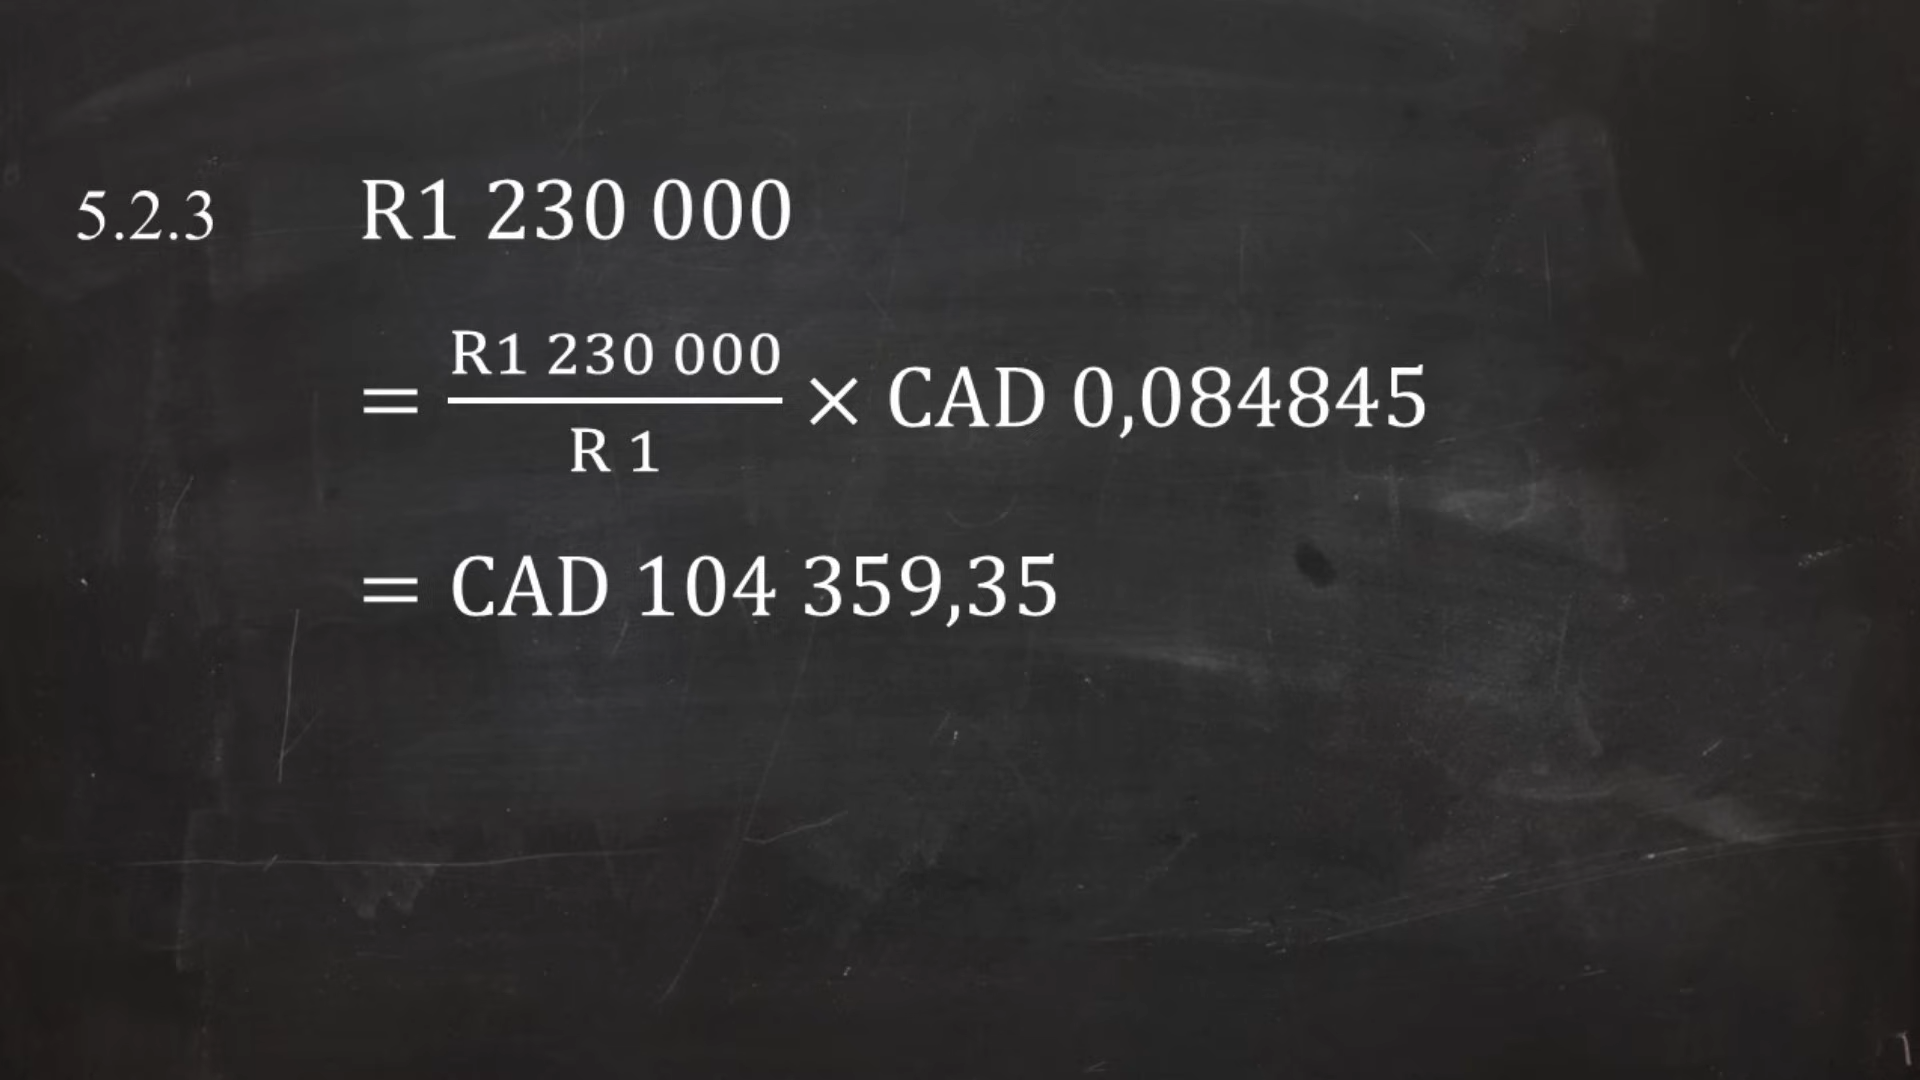 5.2.3 R1 230 000
= R1 230 000 / R 1 × CAD 0,084845
= CAD 104 359,35